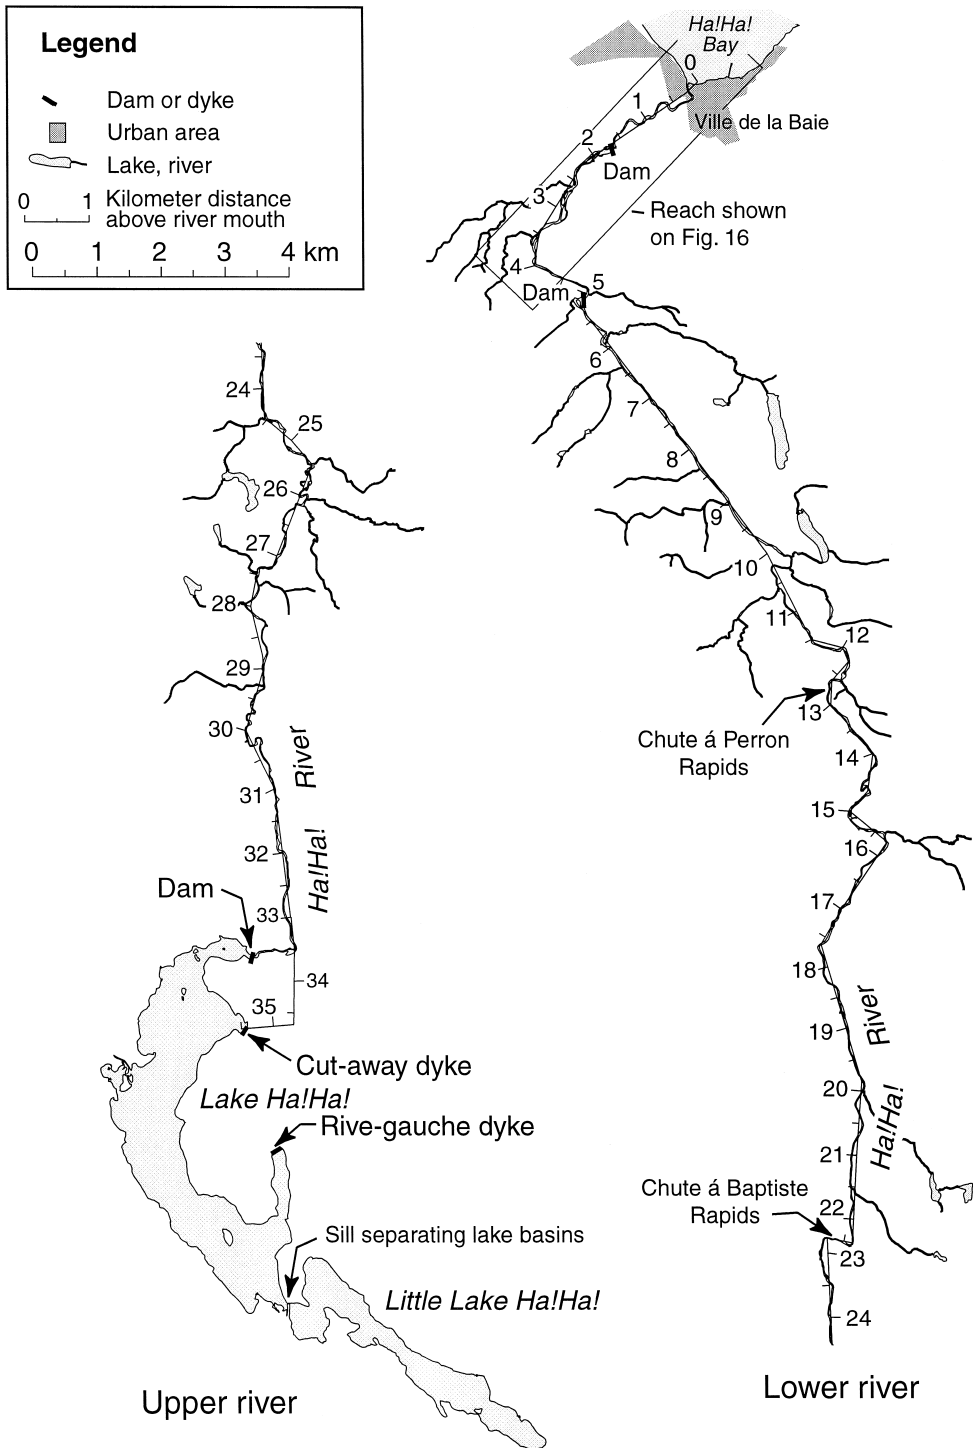 Legend
Dam or dyke
Urban area
Lake, river
0 1 Kilometer distance
above river mouth
0 1 2 3 4 km
Ha!Ha!
Bay
0
1
Ville de la Baie
2
Dam
3
Reach shown
on Fig. 16
4
Dam
5
6
7
8
9
10
11
12
Chute á Perron
Rapids
13
14
15
16
17
18
River
19
20
Ha!Ha!
21
Chute á Baptiste
Rapids
22
23
24
Lower river
24
25
26
27
28
29
30
River
31
32
Ha!Ha!
Dam
33
34
35
Cut-away dyke
Lake Ha!Ha!
Rive-gauche dyke
Sill separating lake basins
Little Lake Ha!Ha!
Upper river